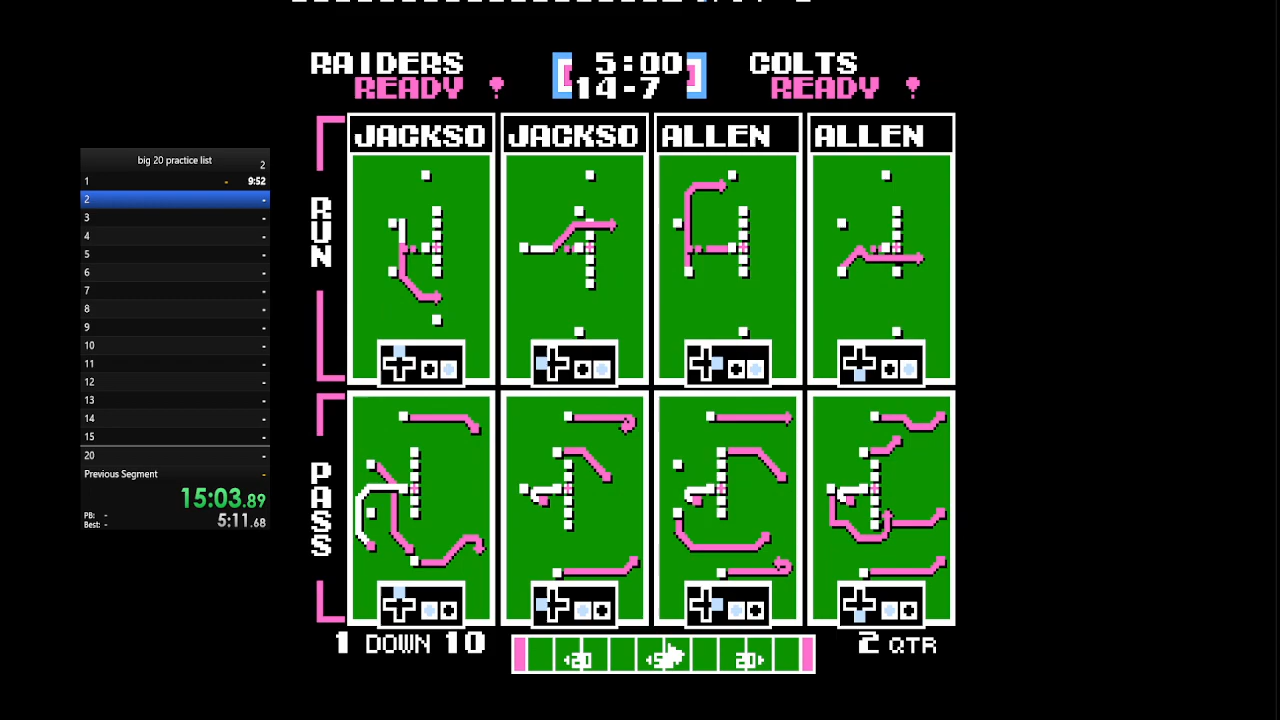 big 20 practice list
2
1 - 9:52
2 -
3 -
4 -
5 -
6 -
7 -
8 -
9 -
10 -
11 -
12 -
13 -
14 -
15 -
20 -
Previous Segment -
15:03.89
PB: - 5:11.68
Best: -
RAIDERS 5:00 COLTS
READY ! 14-7 READY !
JACKSO JACKSO ALLEN ALLEN
RUN
PASS
1 DOWN 10 2 QTR
20 20